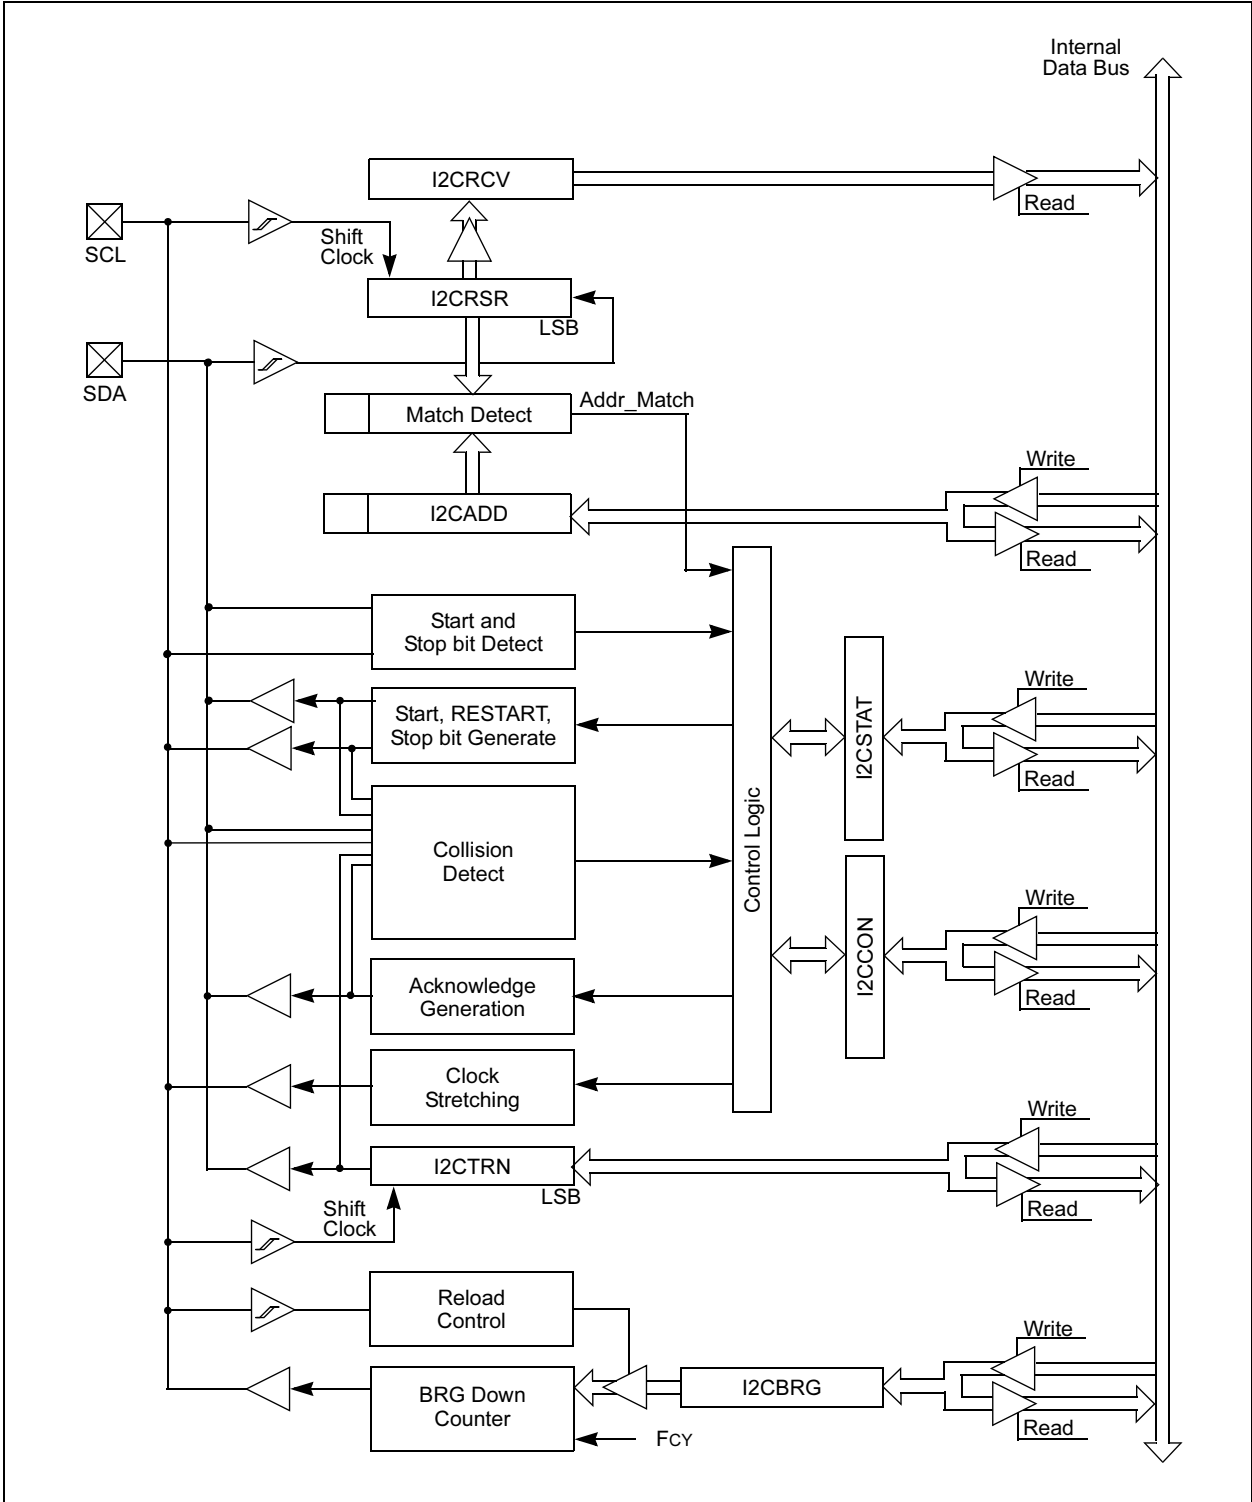 Internal
Data Bus
I2CRCV
Read
SCL
Shift
Clock
I2CRSR
LSB
SDA
Match Detect
Addr_Match
Write
I2CADD
Read
Start and
Stop bit Detect
Write
Start, RESTART,
Stop bit Generate
I2CSTAT
Read
Control Logic
Collision
Detect
Write
I2CCON
Read
Acknowledge
Generation
Clock
Stretching
Write
I2CTRN
LSB
Read
Shift
Clock
Reload
Control
Write
I2CBRG
BRG Down
Counter
Read
FCY